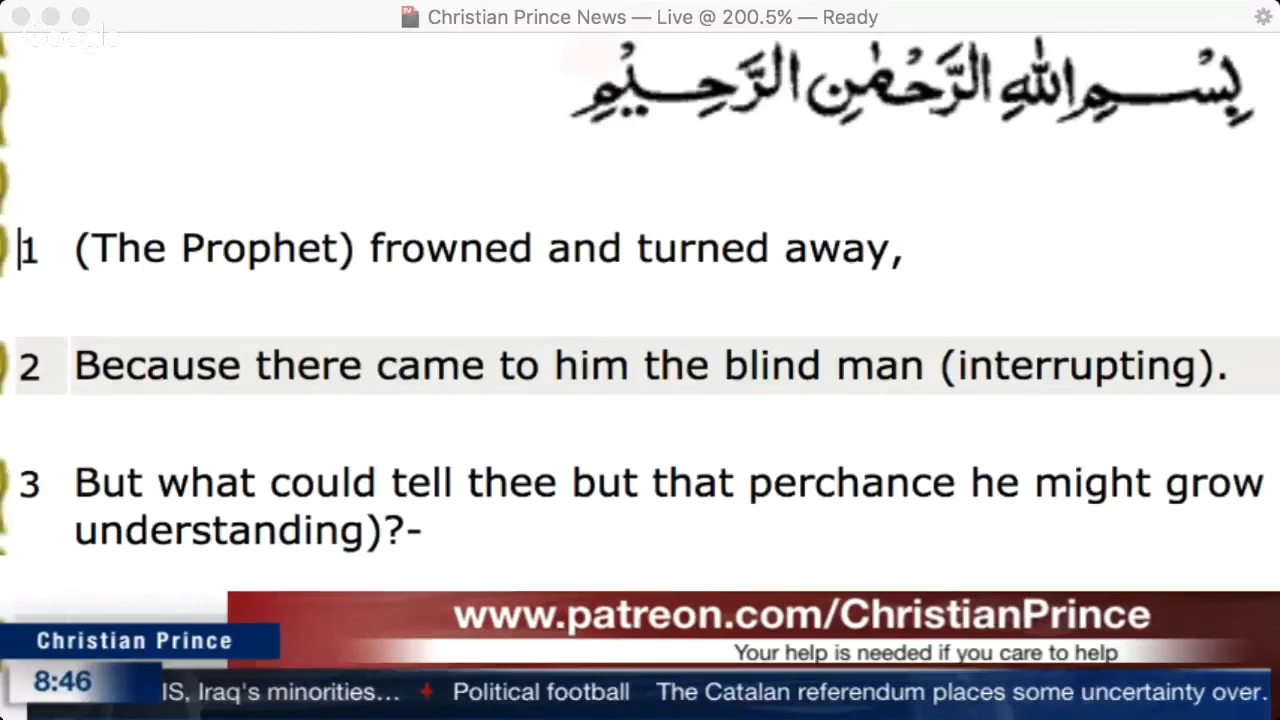 Christian Prince News — Live @ 200.5% — Ready
Google
بِسْمِ اللهِ الرَّحْمٰنِ الرَّحِيْمِ
1 (The Prophet) frowned and turned away,
2 Because there came to him the blind man (interrupting).
3 But what could tell thee but that perchance he might grow
understanding)?-
www.patreon.com/ChristianPrince
Your help is needed if you care to help
Christian Prince
8:46
IS, Iraq's minorities... Political football The Catalan referendum places some uncertainty over.